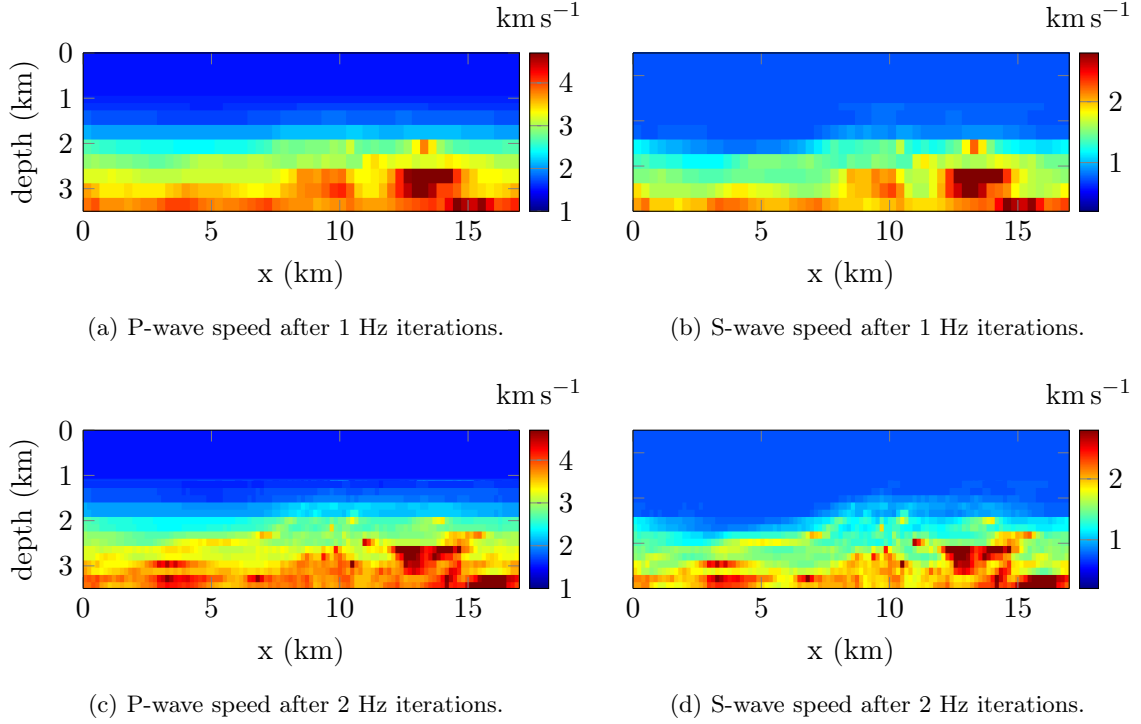 km s−1
0
1
2
3
depth (km)
4
3
2
1
0
5
10
15
x (km)
(a) P-wave speed after 1 Hz iterations.
km s−1
2
1
0
5
10
15
x (km)
(b) S-wave speed after 1 Hz iterations.
km s−1
0
1
2
3
depth (km)
4
3
2
1
0
5
10
15
x (km)
(c) P-wave speed after 2 Hz iterations.
km s−1
2
1
0
5
10
15
x (km)
(d) S-wave speed after 2 Hz iterations.